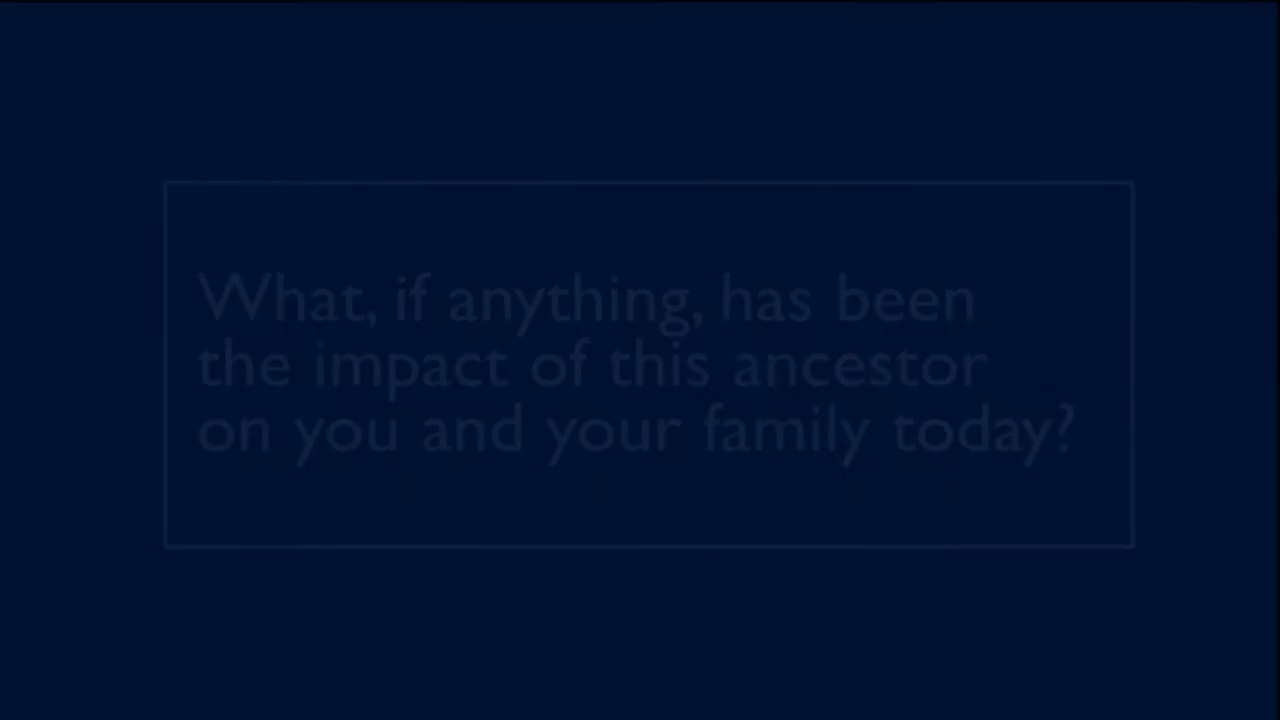 What, if anything, has been
the impact of this ancestor
on you and your family today?